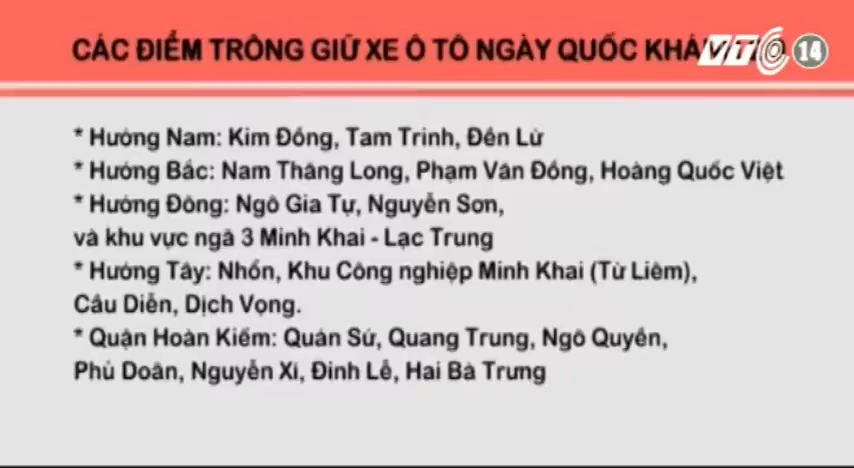 CÁC ĐIỂM TRÔNG GIỮ XE Ô TÔ NGÀY QUỐC
VTC 14
* Hướng Nam: Kim Đồng, Tam Trinh, Đền Lừ
* Hướng Bắc: Nam Thăng Long, Phạm Văn Đồng, Hoàng Quốc Việt
* Hướng Đông: Ngô Gia Tự, Nguyễn Sơn,
và khu vực ngã 3 Minh Khai - Lạc Trung
* Hướng Tây: Nhổn, Khu Công nghiệp Minh Khai (Từ Liêm),
Cầu Diễn, Dịch Vọng.
* Quận Hoàn Kiếm: Quán Sứ, Quang Trung, Ngô Quyền,
Phủ Doãn, Nguyễn Xí, Đinh Lễ, Hai Bà Trưng